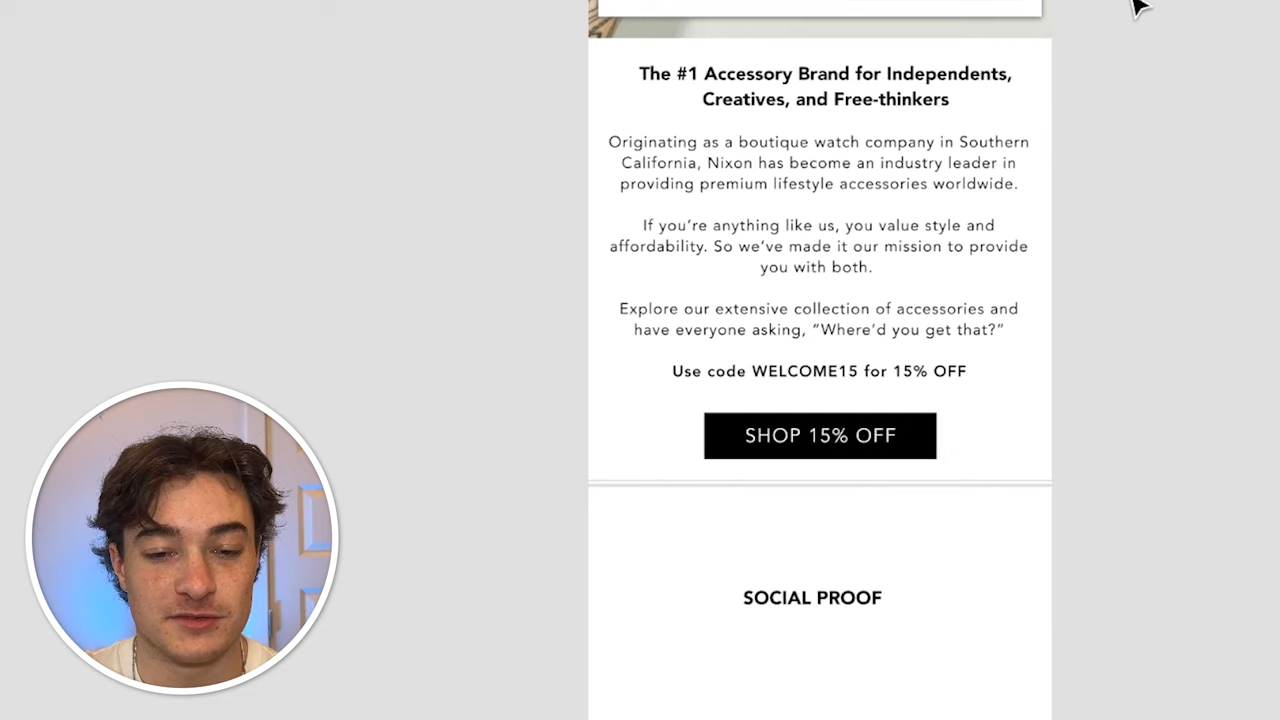 The #1 Accessory Brand for Independents,
Creatives, and Free-thinkers
Originating as a boutique watch company in Southern
California, Nixon has become an industry leader in
providing premium lifestyle accessories worldwide.
If you’re anything like us, you value style and
affordability. So we’ve made it our mission to provide
you with both.
Explore our extensive collection of accessories and
have everyone asking, “Where’d you get that?”
Use code WELCOME15 for 15% OFF
SHOP 15% OFF
SOCIAL PROOF